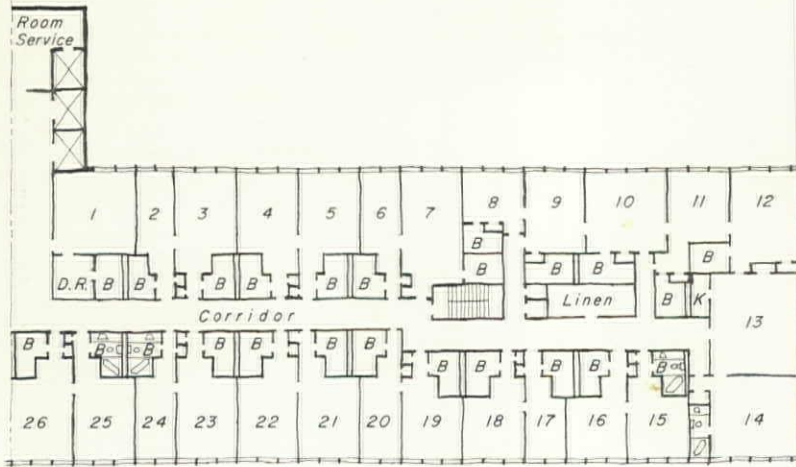 Room
Service
1 2 3 4 5 6 7 8 9 10 11 12
B
B
D.R. B B B B B B B B B
Linen B K
Corridor
13
B B B B B B B
B B B B B
26 25 24 23 22 21 20 19 18 17 16 15 14